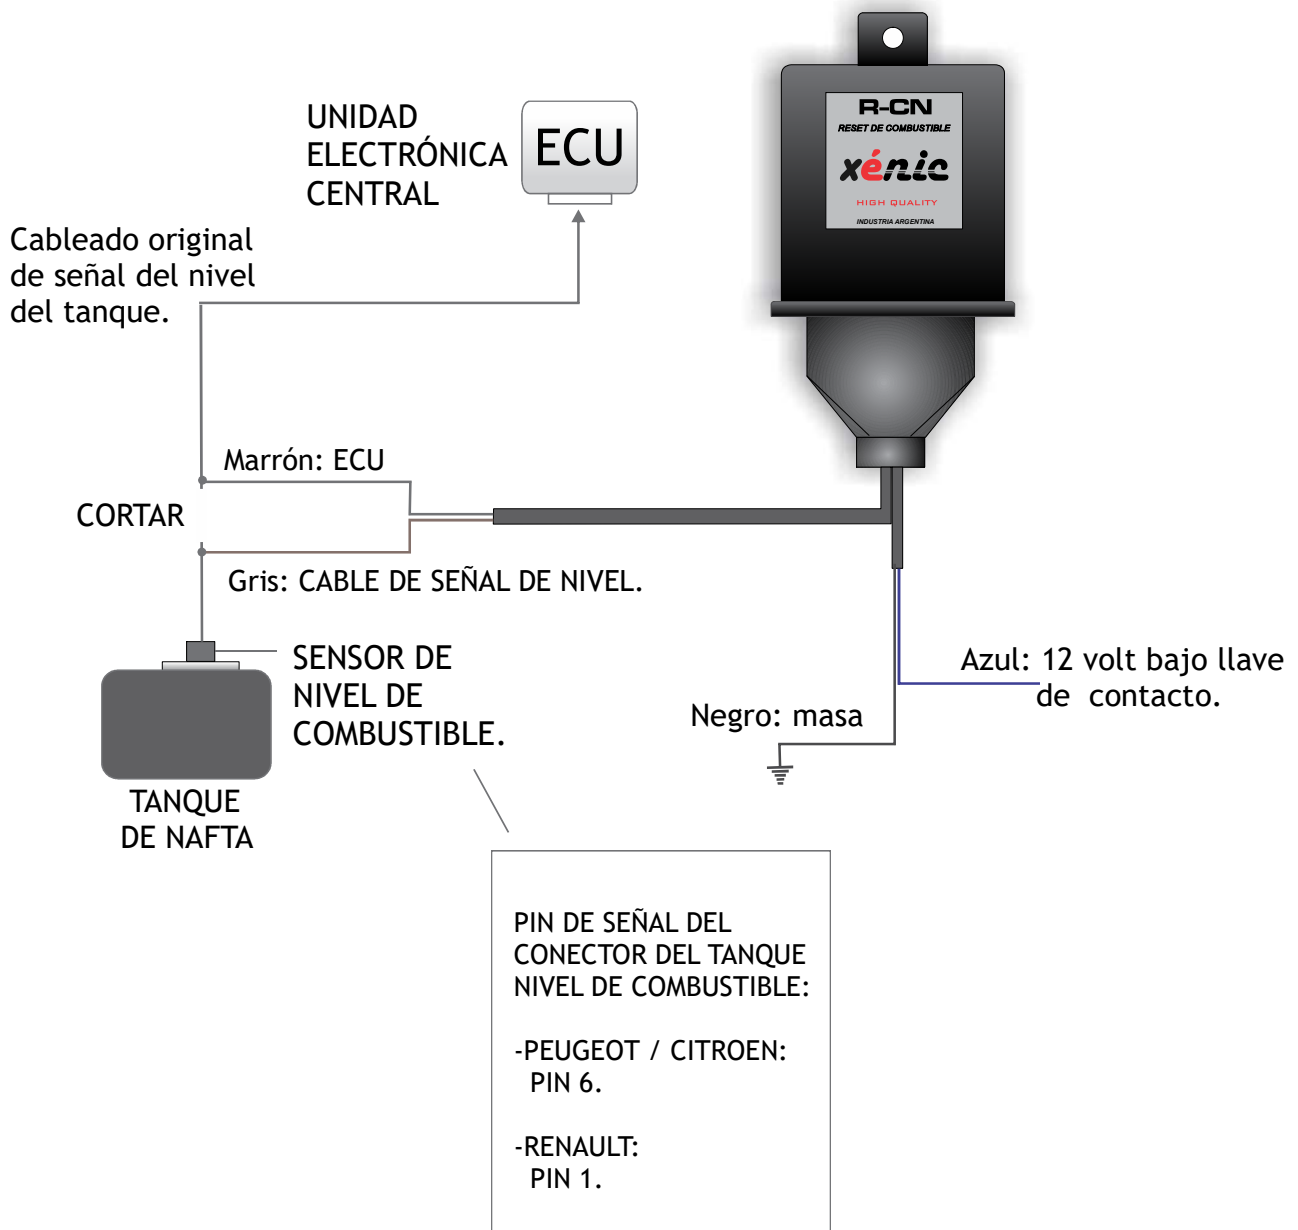 UNIDAD
ELECTRÓNICA
CENTRAL
ECU
R-CN
RESET DE COMBUSTIBLE
xénic
HIGH QUALITY
INDUSTRIA ARGENTINA
Cableado original
de señal del nivel
del tanque.
Marrón: ECU
CORTAR
Gris: CABLE DE SEÑAL DE NIVEL.
SENSOR DE
NIVEL DE
COMBUSTIBLE.
Azul: 12 volt bajo llave
de contacto.
Negro: masa
TANQUE
DE NAFTA
PIN DE SEÑAL DEL
CONECTOR DEL TANQUE
NIVEL DE COMBUSTIBLE:
-PEUGEOT / CITROEN:
PIN 6.
-RENAULT:
PIN 1.